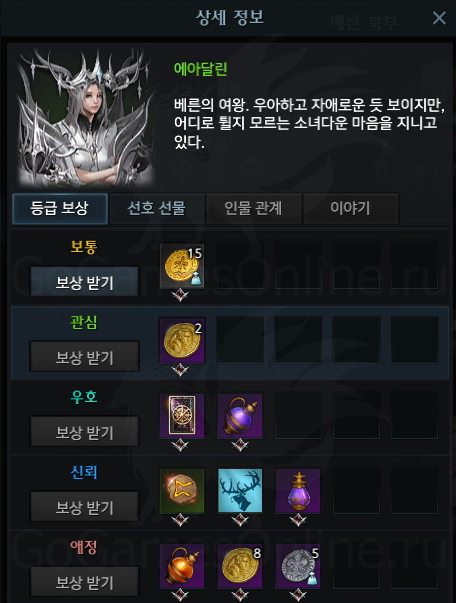 상세 정보
베른 북부
에아달린
베른의 여왕. 우아하고 자애로운 듯 보이지만,
어디로 튈지 모르는 소녀다운 마음을 지니고
있다.
등급 보상
선호 선물
인물 관계
이야기
보통
15
보상 받기
관심
2
보상 받기
GoGamesOnline.ru
우호
보상 받기
신뢰
보상 받기
애정
8
5
보상 받기
GoGamesOnline.ru